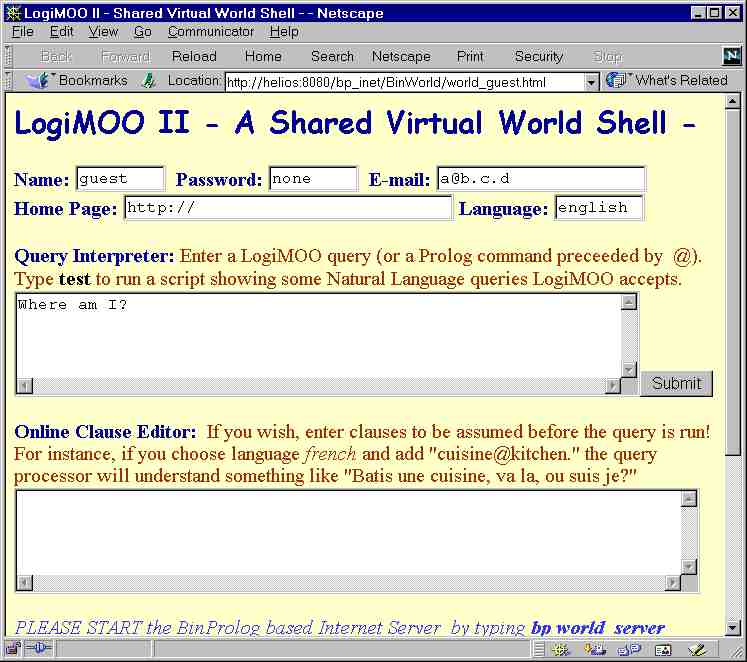 LogiMOO II - Shared Virtual World Shell - - Netscape
File Edit View Go Communicator Help
Back Forward Reload Home Search Netscape Print Security Stop
Bookmarks Location: http://helios:8080/bp_inet/BinWorld/world_guest.html What's Related
LogiMOO II - A Shared Virtual World Shell -
Name: guest Password: none E-mail: a@b.c.d
Home Page: http:// Language: english
Query Interpreter: Enter a LogiMOO query (or a Prolog command preceeded by @).
Type test to run a script showing some Natural Language queries LogiMOO accepts.
Where am I?
Submit
Online Clause Editor: If you wish, enter clauses to be assumed before the query is run!
For instance, if you choose language french and add "cuisine@kitchen." the query
processor will understand something like "Batis une cuisine, va la, ou suis je?"
PLEASE START the BinProlog based Internet Server by typing bp world_server